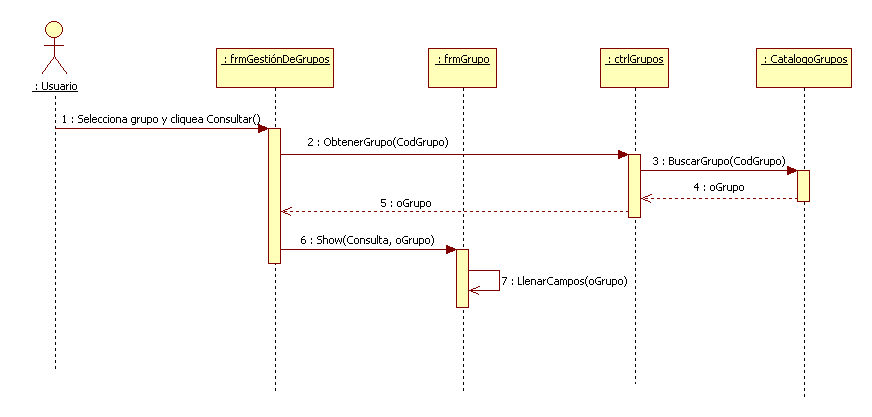 : frmGestiónDeGrupos
: frmGrupo
: ctrlGrupos
: CatalogoGrupos
: Usuario
1 : Selecciona grupo y cliquea Consultar()
2 : ObtenerGrupo(CodGrupo)
3 : BuscarGrupo(CodGrupo)
4 : oGrupo
5 : oGrupo
6 : Show(Consulta, oGrupo)
7 : LlenarCampos(oGrupo)